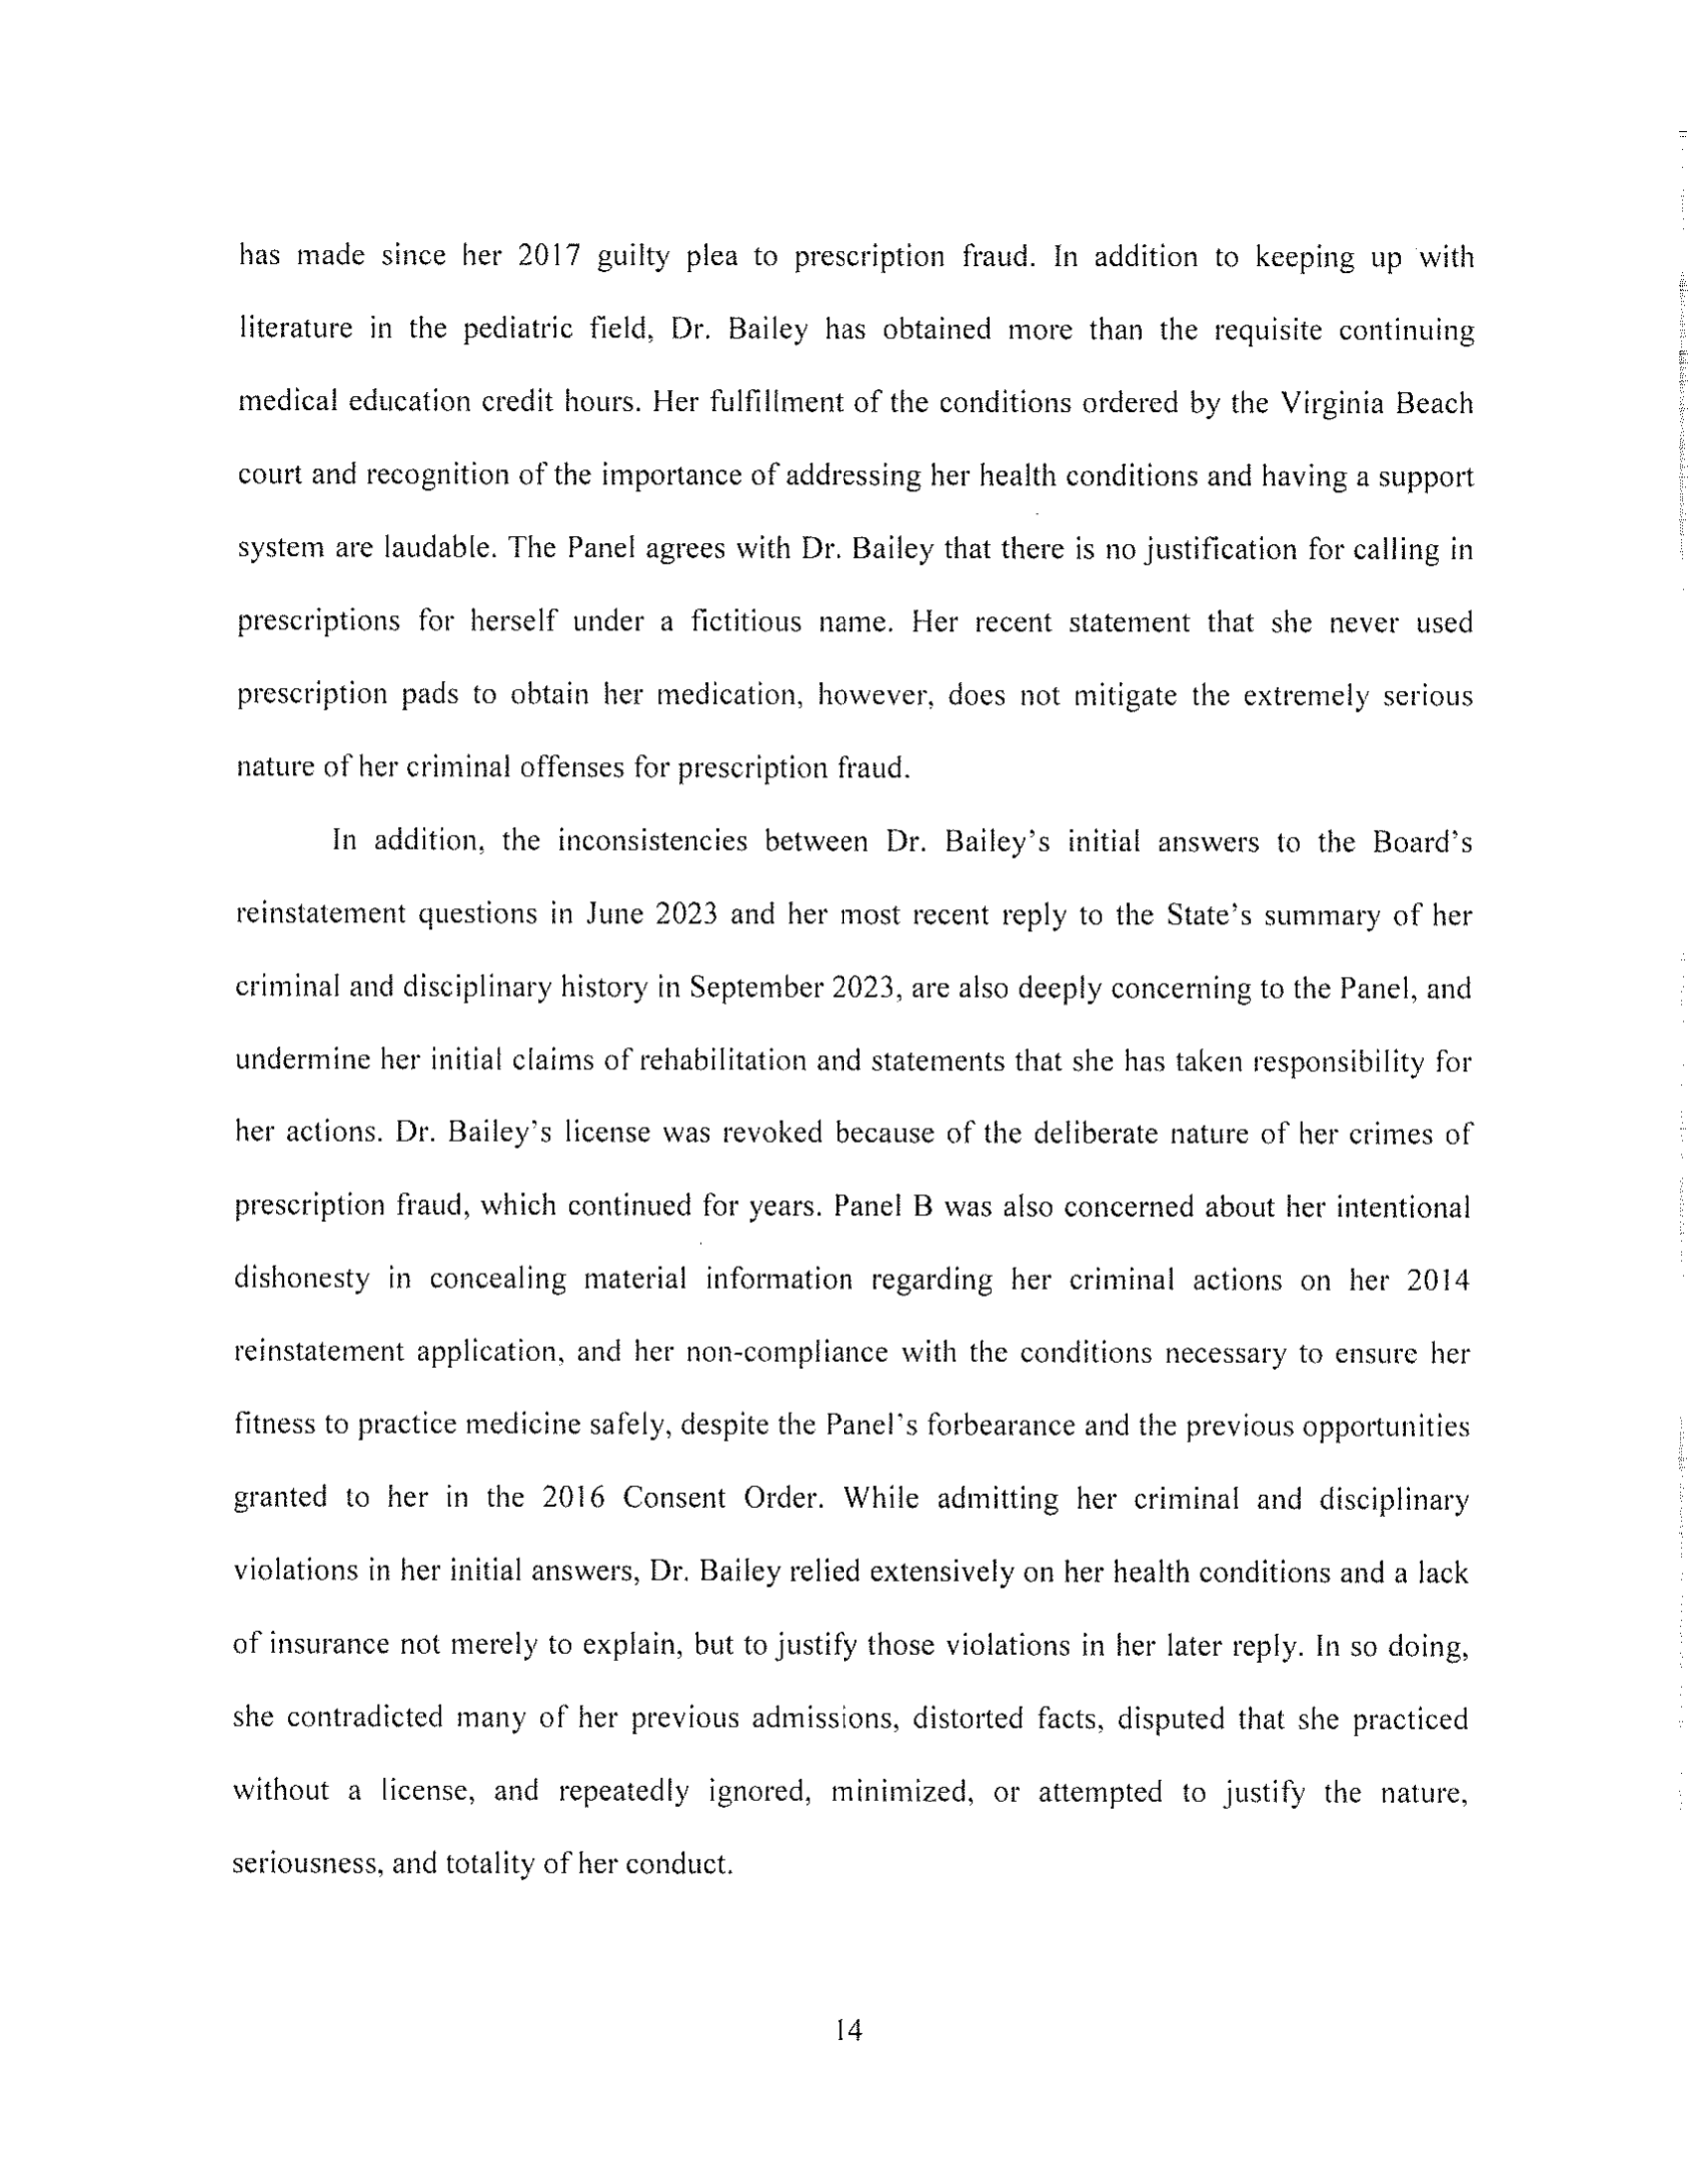 has made since her 2017 guilty plea to prescription fraud. In addition to keeping up with
literature in the pediatric field, Dr. Bailey has obtained more than the requisite continuing
medical education credit hours. Her fulfillment of the conditions ordered by the Virginia Beach
court and recognition of the importance of addressing her health conditions and having a support
system are laudable. The Panel agrees with Dr. Bailey that there is no justification for calling in
prescriptions for herself under a fictitious name. Her recent statement that she never used
prescription pads to obtain her medication, however, does not mitigate the extremely serious
nature of her criminal offenses for prescription fraud.
In addition, the inconsistencies between Dr. Bailey's initial answers to the Board's
reinstatement questions in June 2023 and her most recent reply to the State's summary of her
criminal and disciplinary history in September 2023, are also deeply concerning to the Panel, and
undermine her initial claims of rehabilitation and statements that she has taken responsibility for
her actions. Dr. Bailey's license was revoked because of the deliberate nature of her crimes of
prescription fraud, which continued for years. Panel B was also concerned about her intentional
dishonesty in concealing material information regarding her criminal actions on her 2014
reinstatement application, and her non-compliance with the conditions necessary to ensure her
fitness to practice medicine safely, despite the Panel's forbearance and the previous opportunities
granted to her in the 2016 Consent Order. While admitting her criminal and disciplinary
violations in her initial answers, Dr. Bailey relied extensively on her health conditions and a lack
of insurance not merely to explain, but to justify those violations in her later reply. In so doing,
she contradicted many of her previous admissions, distorted facts, disputed that she practiced
without a license, and repeatedly ignored, minimized, or attempted to justify the nature,
seriousness, and totality of her conduct.
14